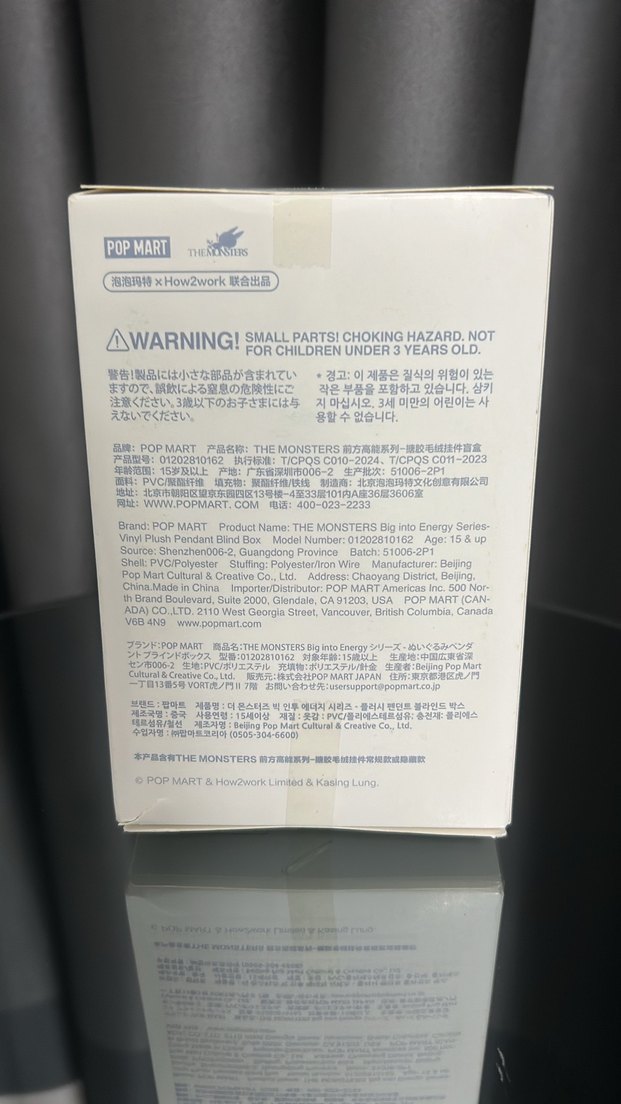 POP MART
THE MONSTERS
泡泡玛特 × How2work 联合出品
WARNING! SMALL PARTS! CHOKING HAZARD. NOT
FOR CHILDREN UNDER 3 YEARS OLD.
警告!製品には小さな部品が含まれてい
ますので、誤飲による窒息の危険性にご
注意ください。3歳以下のお子さまには与
えないでください。
* 경고: 이 제품은 질식의 위험이 있는
작은 부품을 포함하고 있습니다. 삼키
지 마십시오. 3세 미만의 어린이는 사
용할 수 없습니다.
品牌: POP MART 产品名称: THE MONSTERS 前方高能系列-搪胶毛绒挂件盲盒
产品型号: 01202810162 执行标准: T/CPQS C010-2024、T/CPQS C011-2023
年龄范围: 15岁及以上 产地: 广东省深圳市006-2 生产批次: 51006-2P1
面料: PVC/聚酯纤维 填充物: 聚酯纤维/铁线 制造商: 北京泡泡玛特文化创意有限公司
地址: 北京市朝阳区望京东园四区13号楼-4至33层101内A座36层3606室
网址: WWW.POPMART. COM 电话: 400-023-2233
Brand: POP MART Product Name: THE MONSTERS Big into Energy Series-
Vinyl Plush Pendant Blind Box Model Number: 01202810162 Age: 15 & up
Source: Shenzhen006-2, Guangdong Province Batch: 51006-2P1
Shell: PVC/Polyester Stuffing: Polyester/Iron Wire Manufacturer: Beijing
Pop Mart Cultural & Creative Co., Ltd. Address: Chaoyang District, Beijing,
China.Made in China Importer/Distributor: POP MART Americas Inc. 500 Nor-
th Brand Boulevard, Suite 2000, Glendale, CA 91203, USA POP MART (CAN-
ADA) CO.,LTD. 2110 West Georgia Street, Vancouver, British Columbia, Canada
V6B 4N9 www.popmart.com
ブランド:POP MART 商品名:THE MONSTERS Big into Energy シリーズ - ぬいぐるみペンダ
ント ブラインドボックス 型番:01202810162 対象年齢:15歳以上 生産地:中国広東省深
セン市006-2 生地:PVC/ポリエステル 充填物:ポリエステル/針金 生産者:Beijing Pop Mart
Cultural & Creative Co., Ltd. 販売元:株式会社POP MART JAPAN 住所:東京都港区虎ノ門
一丁目13番5号 VORT虎ノ門Ⅱ 7階 お問い合わせ先:usersupport@popmart.co.jp
브랜드 : 팝마트 제품명 : 더 몬스터즈 빅 인투 에너지 시리즈 - 플러시 펜던트 블라인드 박스
제조국명 : 중국 사용연령 : 15세이상 재질 : 옷감 : PVC/폴리에스테르섬유; 충전재: 폴리에스
테르섬유/철선 제조자명 : Beijing Pop Mart Cultural & Creative Co., Ltd.
수입자명 : ㈜팝마트코리아 (0505-304-6600)
本产品含有THE MONSTERS 前方高能系列-搪胶毛绒挂件常规款或隐藏款
© POP MART & How2work Limited & Kasing Lung.